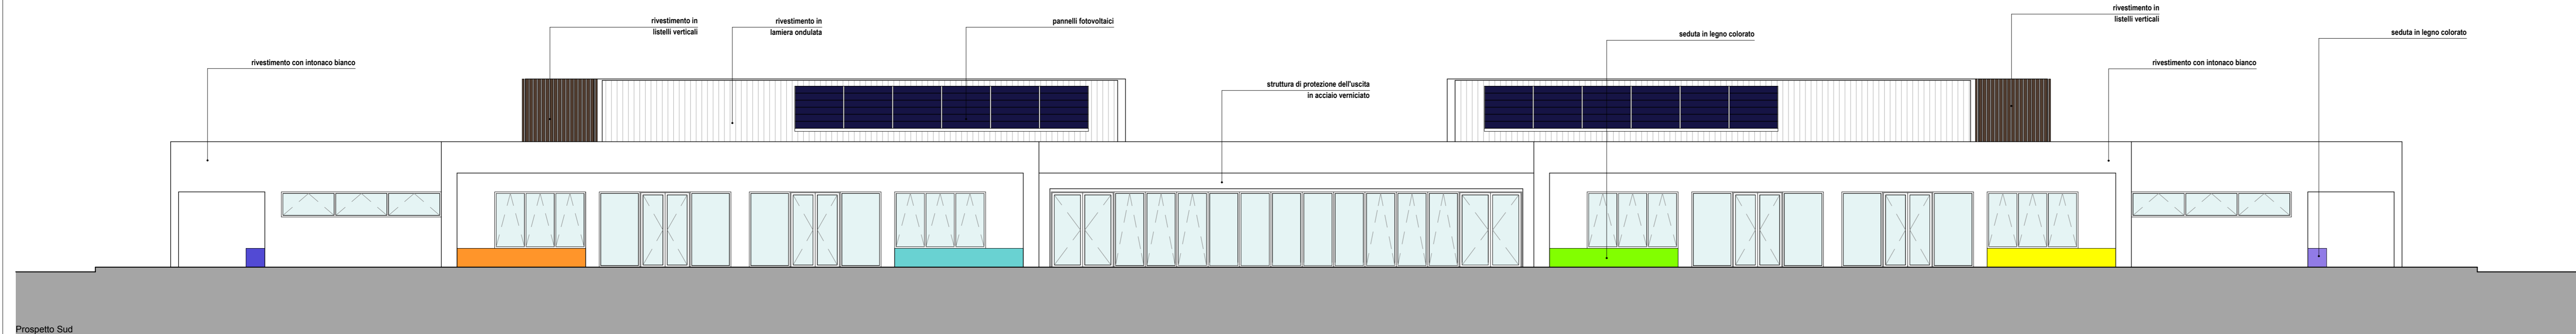 rivestimento con intonaco bianco
rivestimento in
listelli verticali
rivestimento in
lamiera ondulata
pannelli fotovoltaici
struttura di protezione dell'uscita
in acciaio verniciato
seduta in legno colorato
rivestimento in
listelli verticali
rivestimento con intonaco bianco
seduta in legno colorato
Prospetto Sud